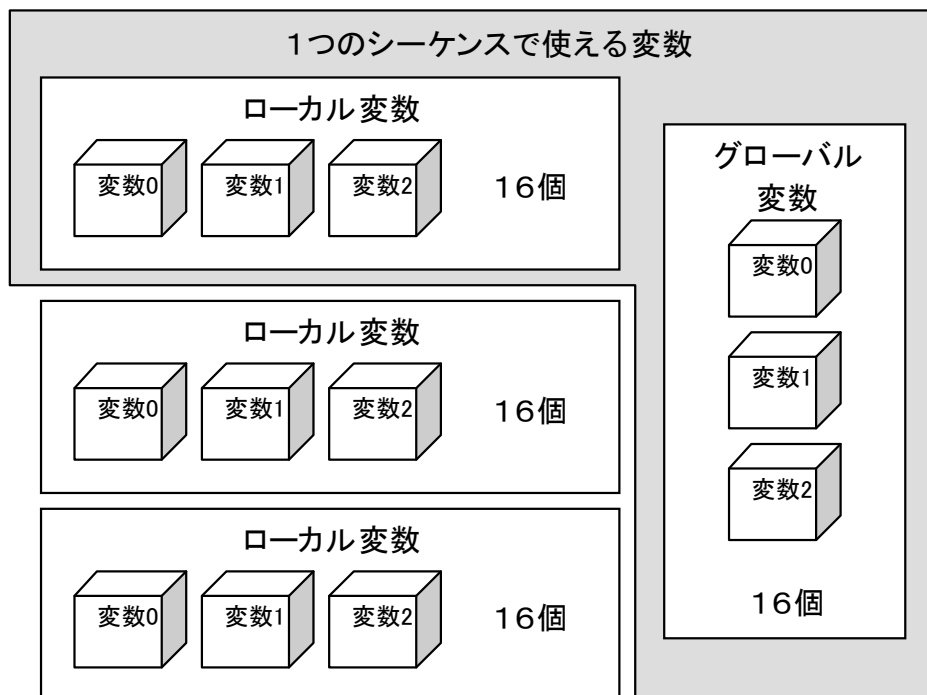 １つのシーケンスで使える変数
ローカル変数
変数0
変数1
変数2
１６個
ローカル変数
変数0
変数1
変数2
１６個
ローカル変数
変数0
変数1
変数2
１６個
グローバル
変数
変数0
変数1
変数2
１６個